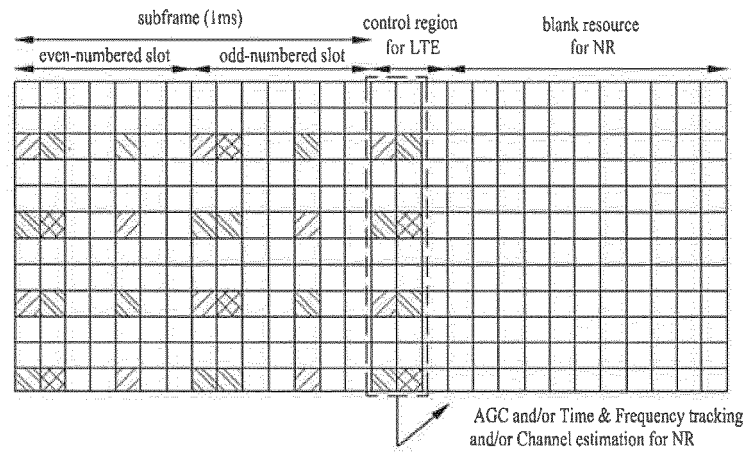 subframe (1ms)
control region
for LTE
blank resource
for NR
even-numbered slot
odd-numbered slot
AGC and/or Time & Frequency tracking
and/or Channel estimation for NR